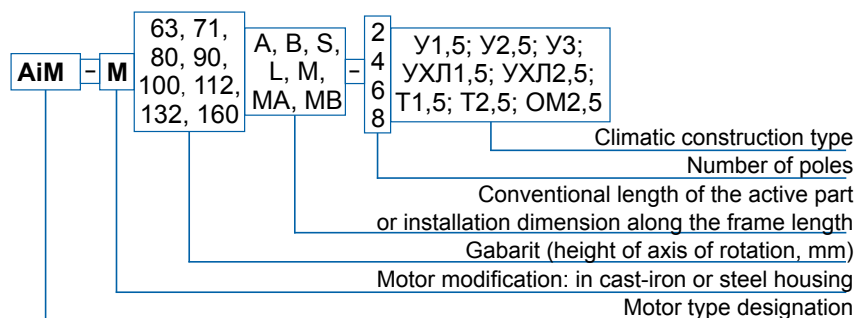 AiM – M
63, 71,
80, 90,
100, 112,
132, 160
A, B, S,
L, M,
MA, MB
–
2
4
6
8
У1,5; У2,5; У3;
УХЛ1,5; УХЛ2,5;
Т1,5; Т2,5; ОМ2,5
Climatic construction type
Number of poles
Conventional length of the active part
or installation dimension along the frame length
Gabarit (height of axis of rotation, mm)
Motor modification: in cast-iron or steel housing
Motor type designation